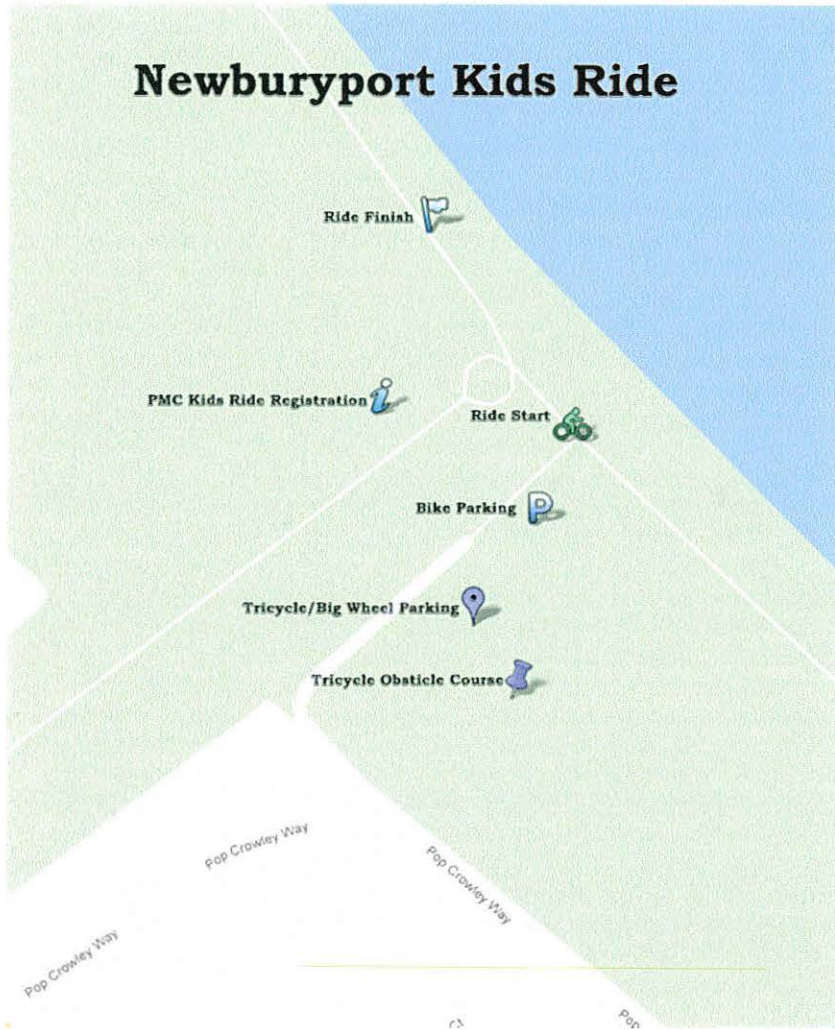 Newburyport Kids Ride
Ride Finish
PMC Kids Ride Registration
Ride Start
Bike Parking
P
Tricycle/Big Wheel Parking
Tricycle Obsticle Course
Pop Crowley Way
Pop Crowley Way
Pop Crowley Way
Pop